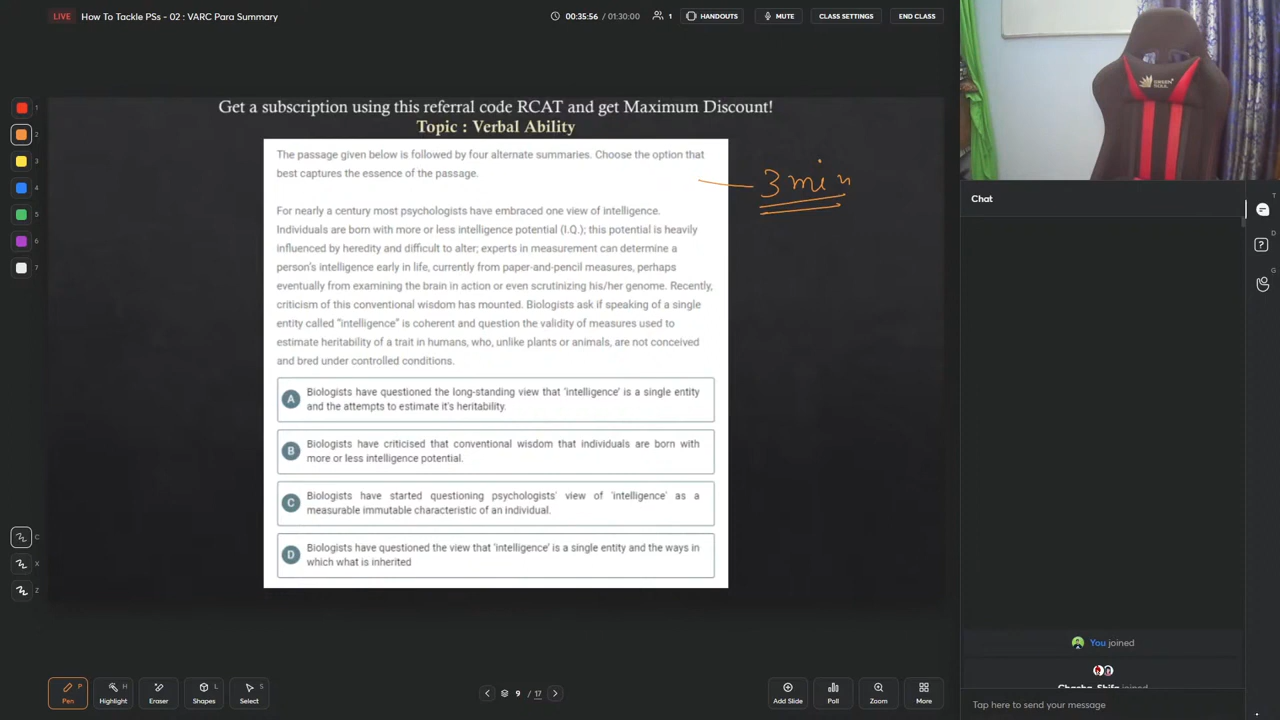 LIVE
How To Tackle PSs - 02 : VARC Para Summary
00:35:56 / 01:30:00
1
HANDOUTS
MUTE
CLASS SETTINGS
END CLASS
1
2
3
4
5
6
7
C
X
Z
Get a subscription using this referral code RCAT and get Maximum Discount!
Topic : Verbal Ability
The passage given below is followed by four alternate summaries. Choose the option that
best captures the essence of the passage.
3 min
For nearly a century most psychologists have embraced one view of intelligence.
Individuals are born with more or less intelligence potential (I.Q.); this potential is heavily
influenced by heredity and difficult to alter; experts in measurement can determine a
person's intelligence early in life, currently from paper-and-pencil measures, perhaps
eventually from examining the brain in action or even scrutinizing his/her genome. Recently,
criticism of this conventional wisdom has mounted. Biologists ask if speaking of a single
entity called "intelligence" is coherent and question the validity of measures used to
estimate heritability of a trait in humans, who, unlike plants or animals, are not conceived
and bred under controlled conditions.
A
Biologists have questioned the long-standing view that 'intelligence' is a single entity
and the attempts to estimate it's heritability.
B
Biologists have criticised that conventional wisdom that individuals are born with
more or less intelligence potential.
C
Biologists have started questioning psychologists' view of 'intelligence' as a
measurable immutable characteristic of an individual.
D
Biologists have questioned the view that 'intelligence' is a single entity and the ways in
which what is inherited
Pen
P
Highlight
H
Eraser
Shapes
L
Select
S
9 / 17
Add Slide
Poll
Zoom
More
GREEN
SOUL
Chat
You joined
joined
Tap here to send your message
T
D
G